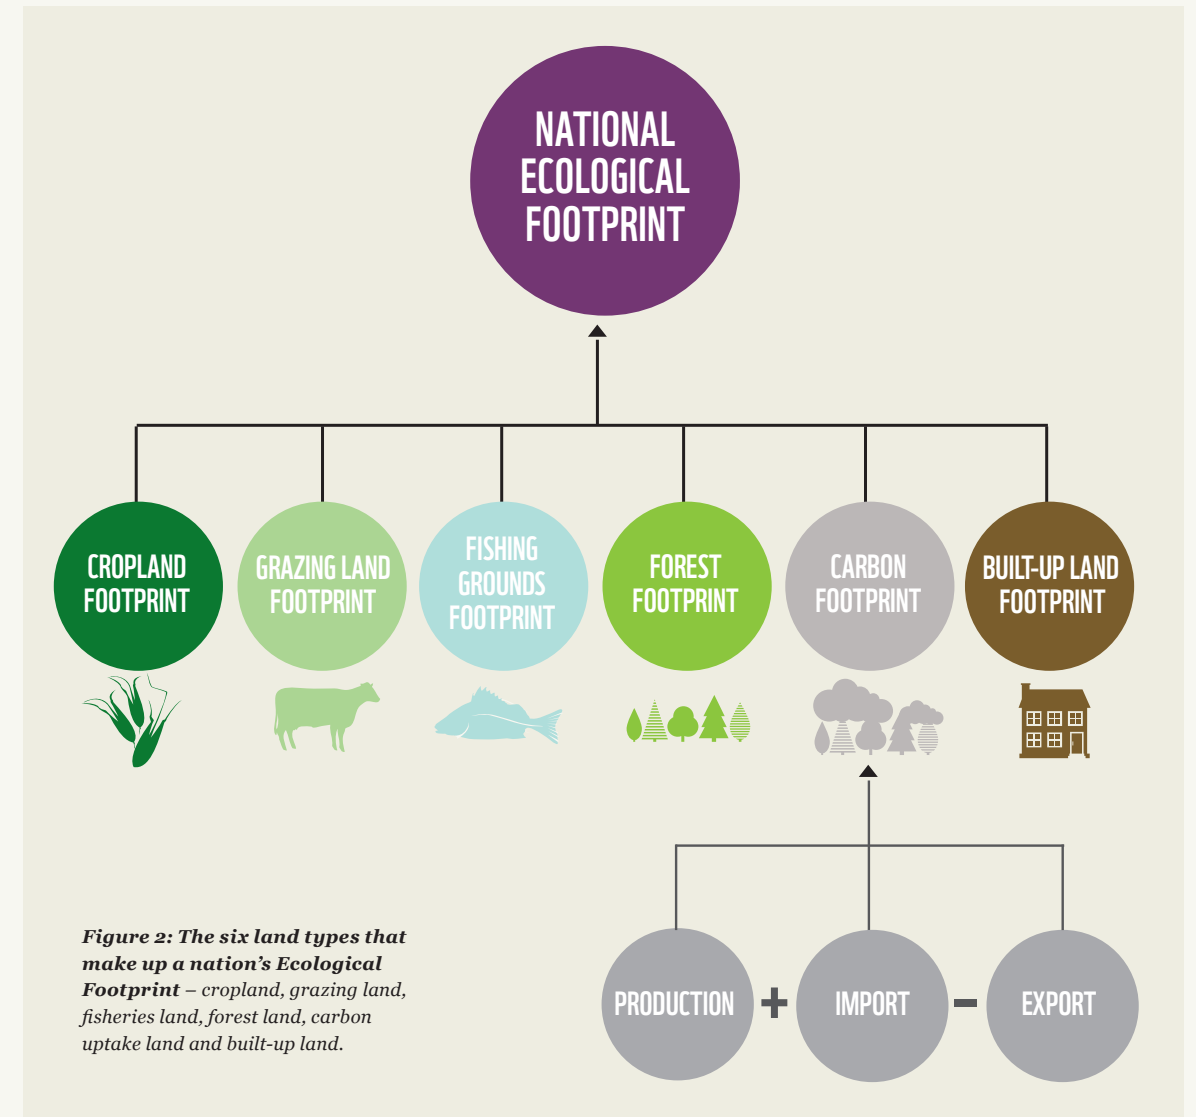 NATIONAL
ECOLOGICAL
FOOTPRINT
CROPLAND
FOOTPRINT
GRAZING LAND
FOOTPRINT
FISHING
GROUNDS
FOOTPRINT
FOREST
FOOTPRINT
CARBON
FOOTPRINT
BUILT-UP LAND
FOOTPRINT
Figure 2: The six land types that
make up a nation’s Ecological
Footprint – cropland, grazing land,
fisheries land, forest land, carbon
uptake land and built-up land.
PRODUCTION + IMPORT – EXPORT